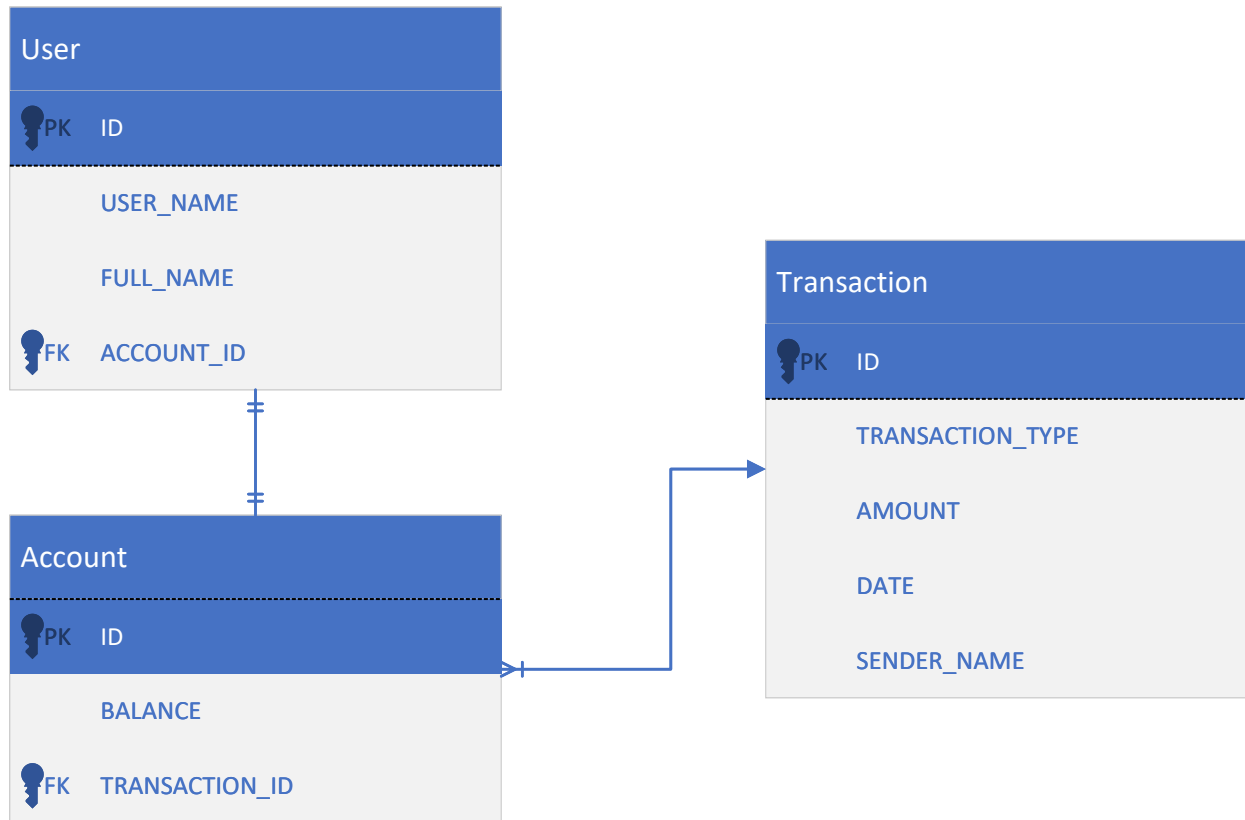 User
PK ID
USER_NAME
FULL_NAME
FK ACCOUNT_ID
Account
PK ID
BALANCE
FK TRANSACTION_ID
Transaction
PK ID
TRANSACTION_TYPE
AMOUNT
DATE
SENDER_NAME